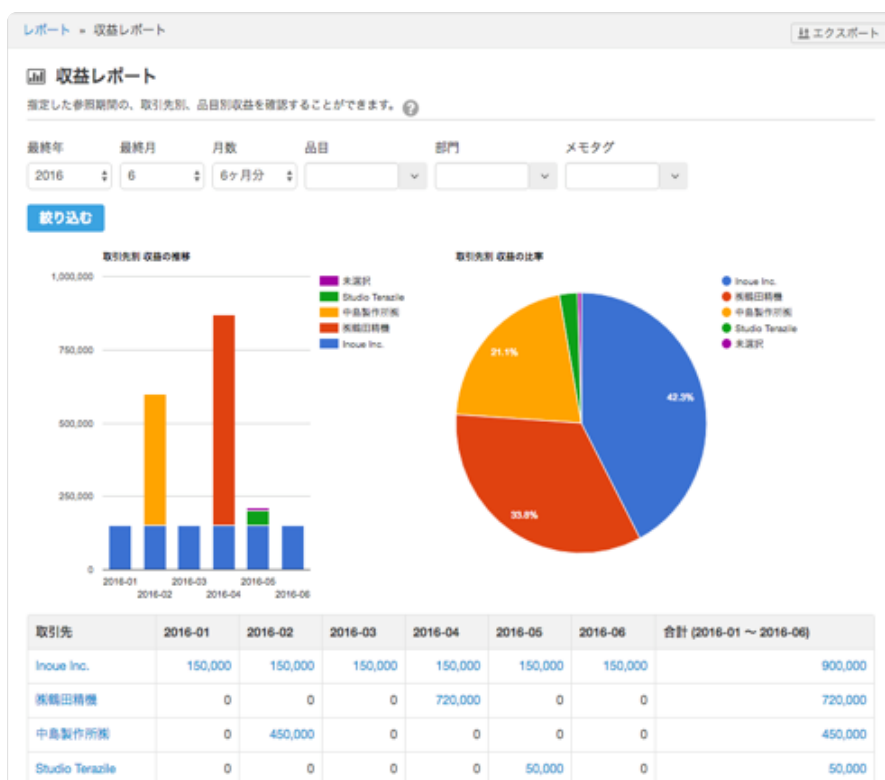 レポート » 収益レポート
エクスポート
収益レポート
指定した参照期間の、取引先別、品目別収益を確認することができます。 ?
最終年 最終月 月数 品目 部門 メモタグ
2016 6 6ヶ月分
絞り込む
取引先別 収益の推移
1,000,000
750,000
500,000
250,000
0
2016-01 2016-03 2016-05
2016-02 2016-04 2016-06
未選択
Studio Terazile
中島製作所㈱
㈱鶴田精機
Inoue Inc.
取引先別 収益の比率
21.1%
42.3%
33.8%
Inoue Inc.
㈱鶴田精機
中島製作所㈱
Studio Terazile
未選択
取引先 2016-01 2016-02 2016-03 2016-04 2016-05 2016-06 合計 (2016-01 〜 2016-06)
Inoue Inc. 150,000 150,000 150,000 150,000 150,000 150,000 900,000
㈱鶴田精機 0 0 0 720,000 0 0 720,000
中島製作所㈱ 0 450,000 0 0 0 0 450,000
Studio Terazile 0 0 0 0 50,000 0 50,000